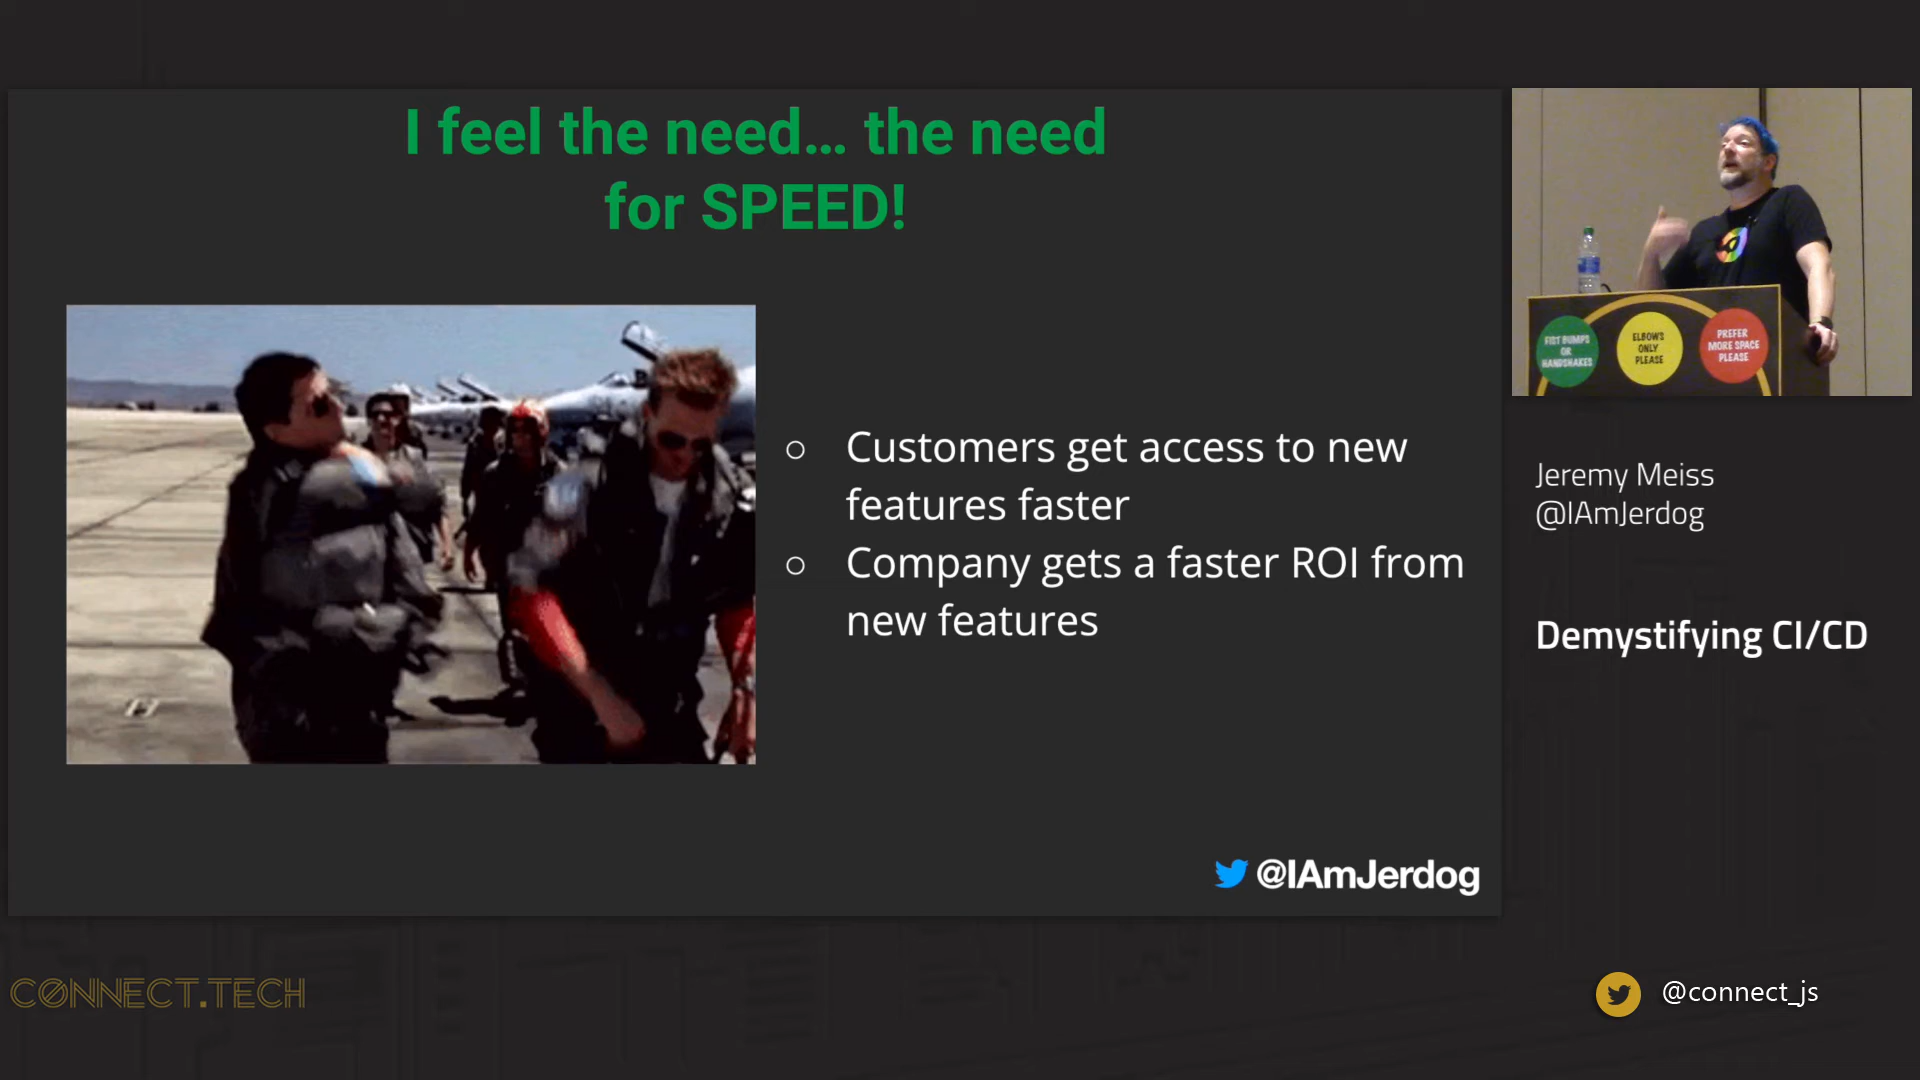 I feel the need… the need
for SPEED!
○ Customers get access to new
features faster
○ Company gets a faster ROI from
new features
@IAmJerdog
FIST BUMPS
OR
HANDSHAKES
ELBOWS
ONLY
PLEASE
PREFER
MORE SPACE
PLEASE
Jeremy Meiss
@IAmJerdog
Demystifying CI/CD
CONNECT.TECH
@connect_js